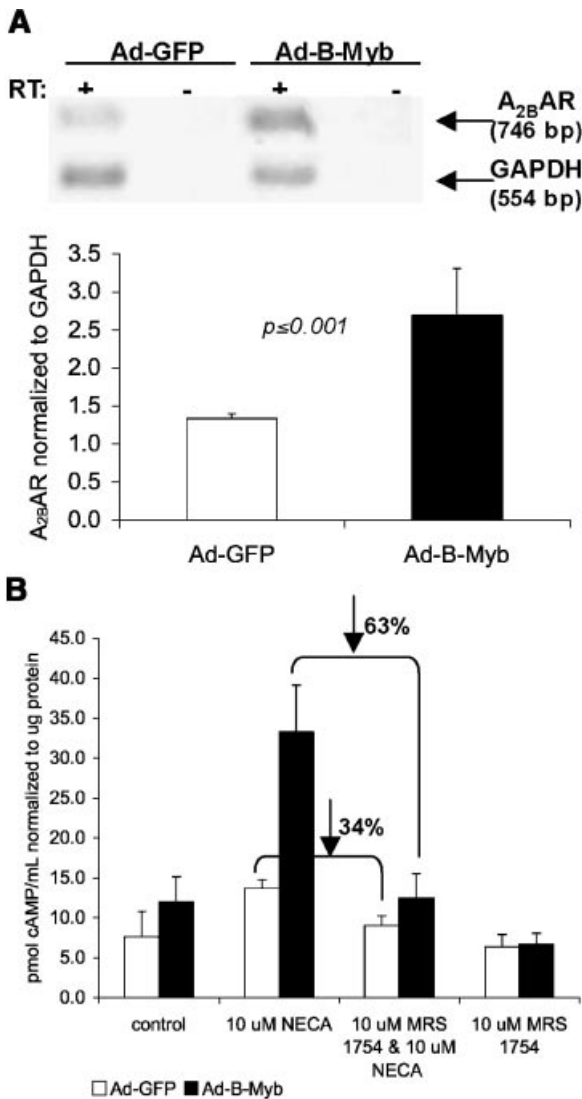 A
Ad-GFP Ad-B-Myb
RT: + - + -
A2BAR
(746 bp)
GAPDH
(554 bp)
A2BAR normalized to GAPDH
3.5
3.0
2.5
2.0
1.5
1.0
0.5
0.0
p≤0.001
Ad-GFP Ad-B-Myb
B
pmol cAMP/mL normalized to ug protein
45.0
40.0
35.0
30.0
25.0
20.0
15.0
10.0
5.0
0.0
63%
34%
control 10 uM NECA 10 uM MRS 10 uM MRS
1754 & 10 uM 1754
NECA
Ad-GFP Ad-B-Myb